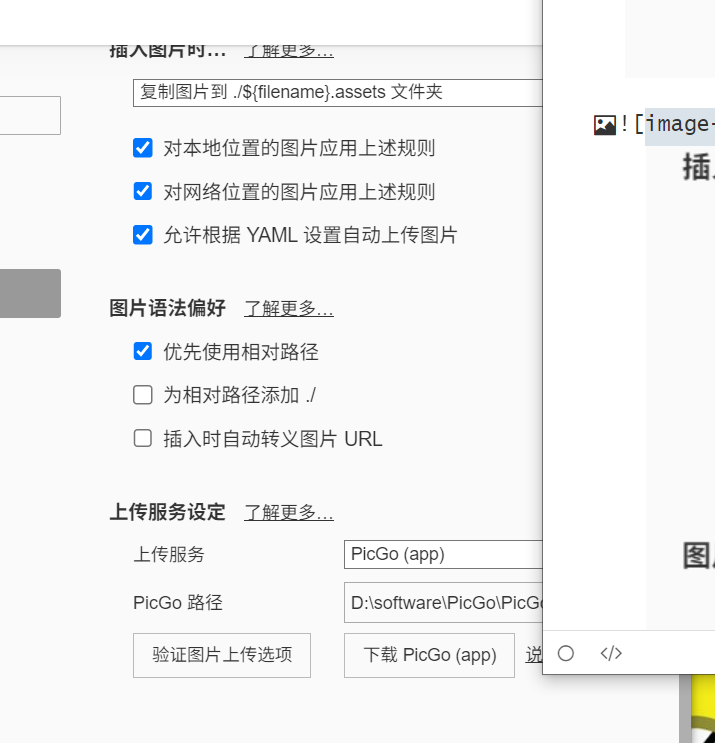 插入图片时… 了解更多…
复制图片到 ./${filename}.assets 文件夹
对本地位置的图片应用上述规则
对网络位置的图片应用上述规则
允许根据 YAML 设置自动上传图片
图片语法偏好 了解更多…
优先使用相对路径
为相对路径添加 ./
插入时自动转义图片 URL
上传服务设定 了解更多…
上传服务 PicGo (app)
PicGo 路径 D:\software\PicGo\PicGo
验证图片上传选项 下载 PicGo (app) 说
![image-
插
图